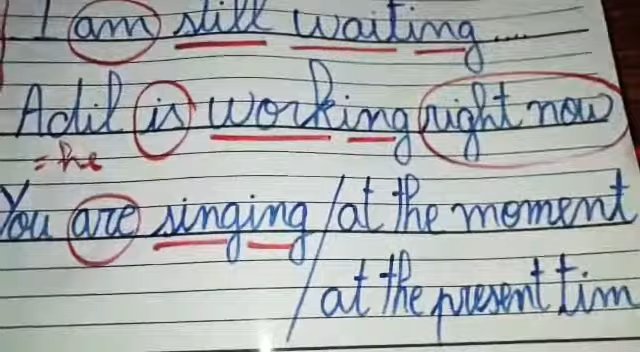 I am still waiting....
Adil is working right now
= he
You are singing /at the moment
/at the present tim